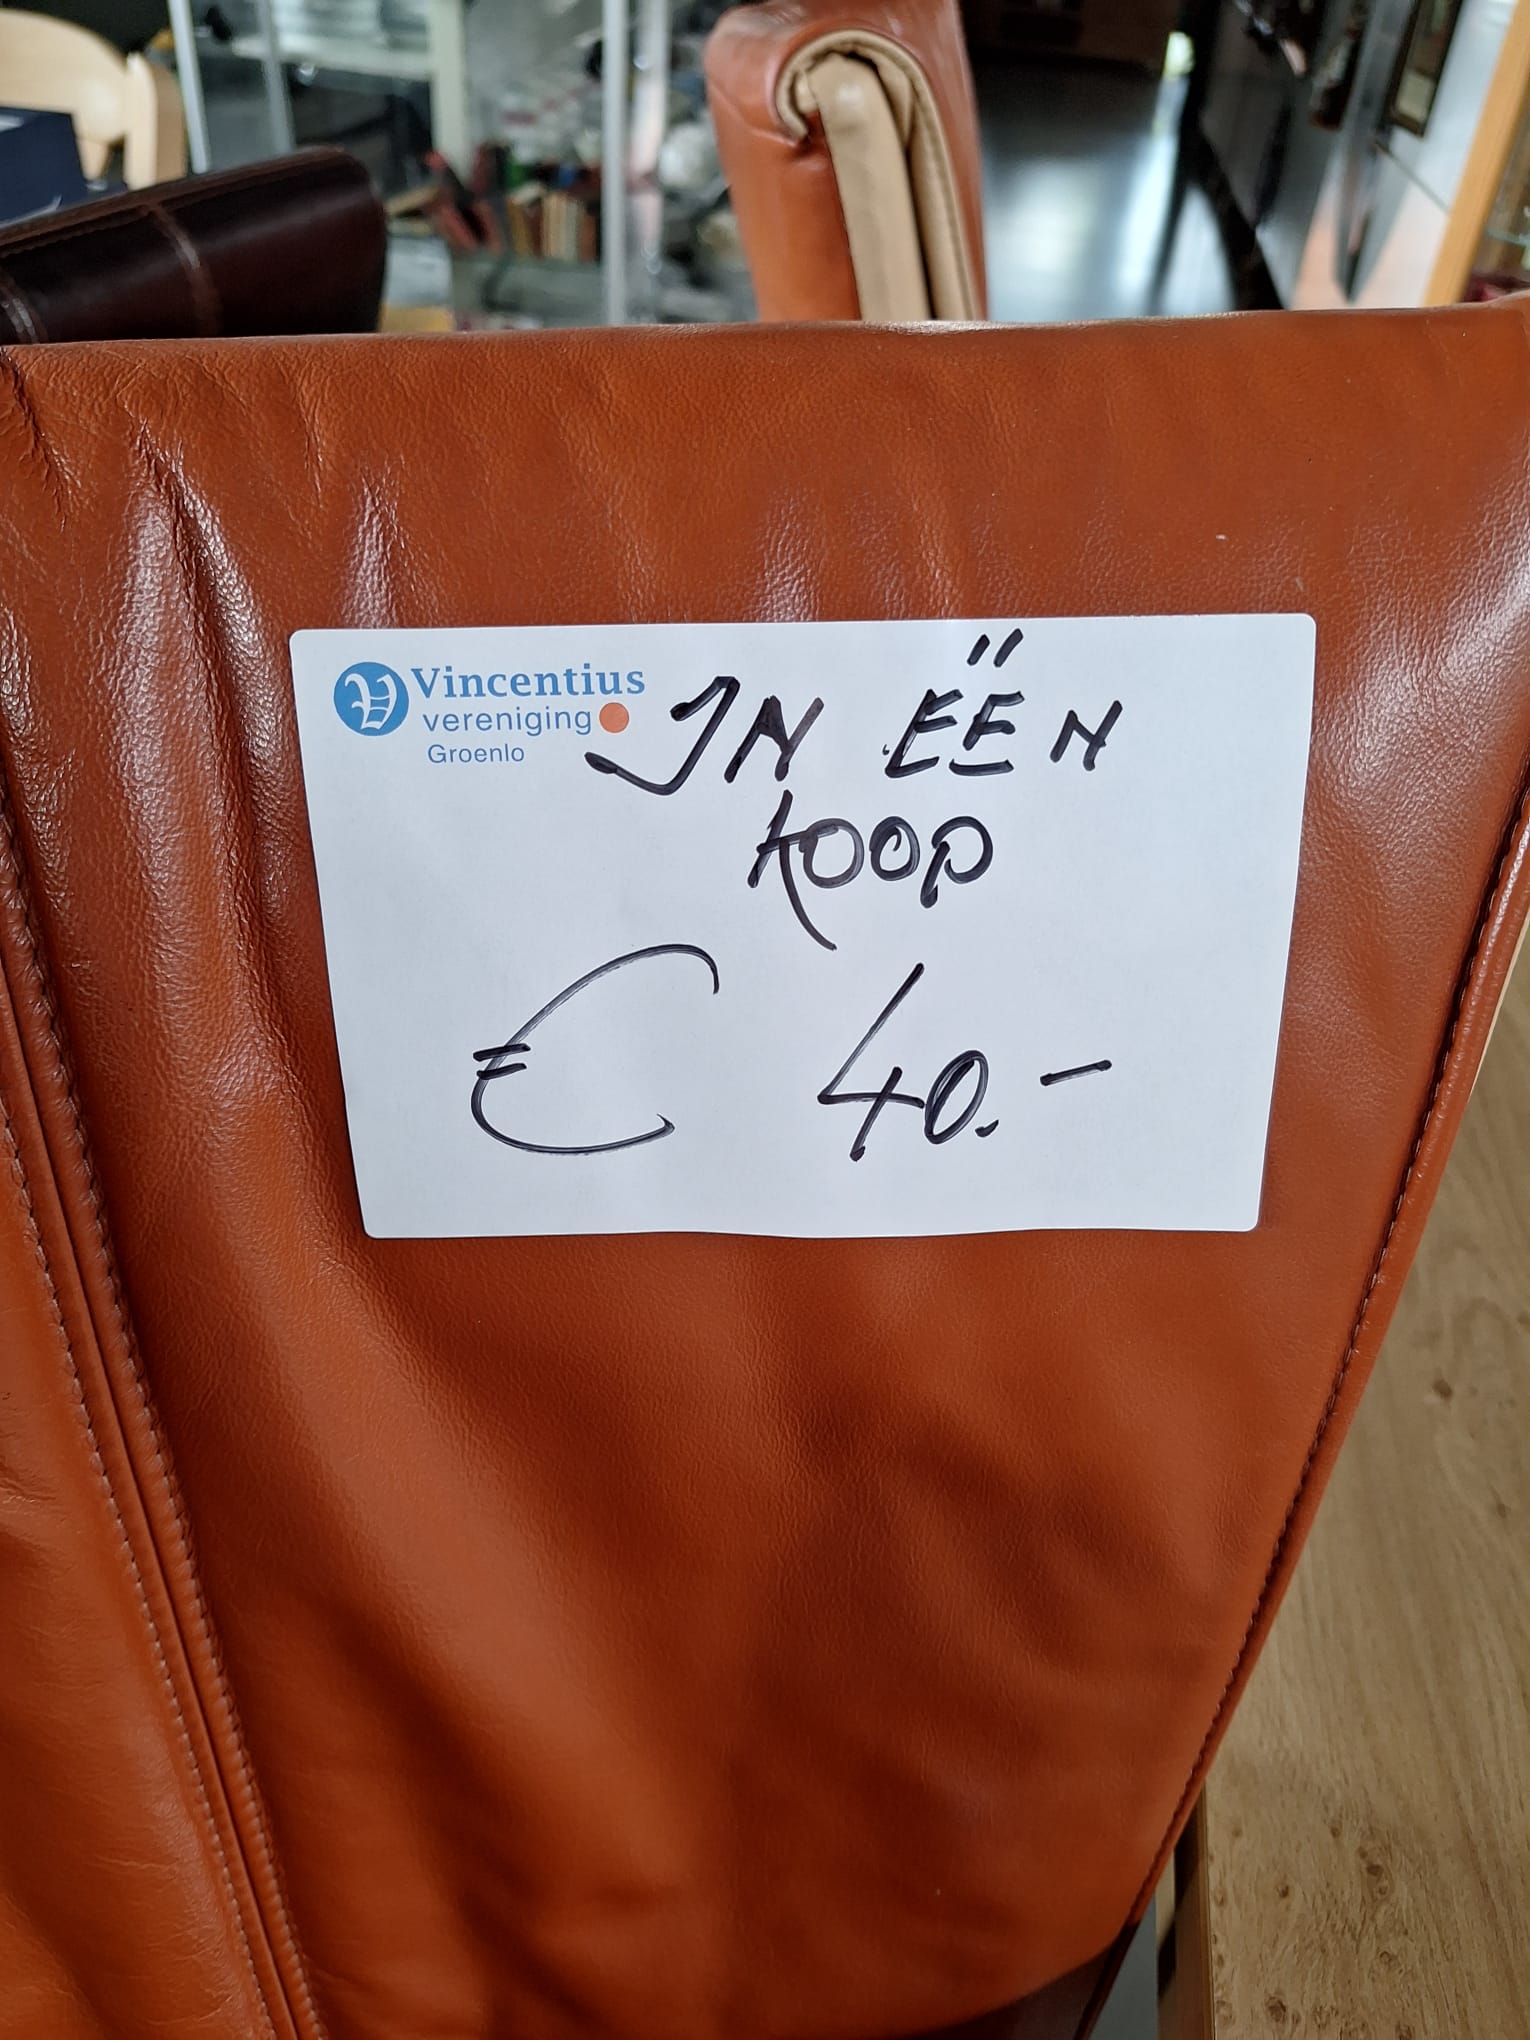 Vincentius
vereniging
Groenlo
IN ÉÉN
KOOP
€ 40.-